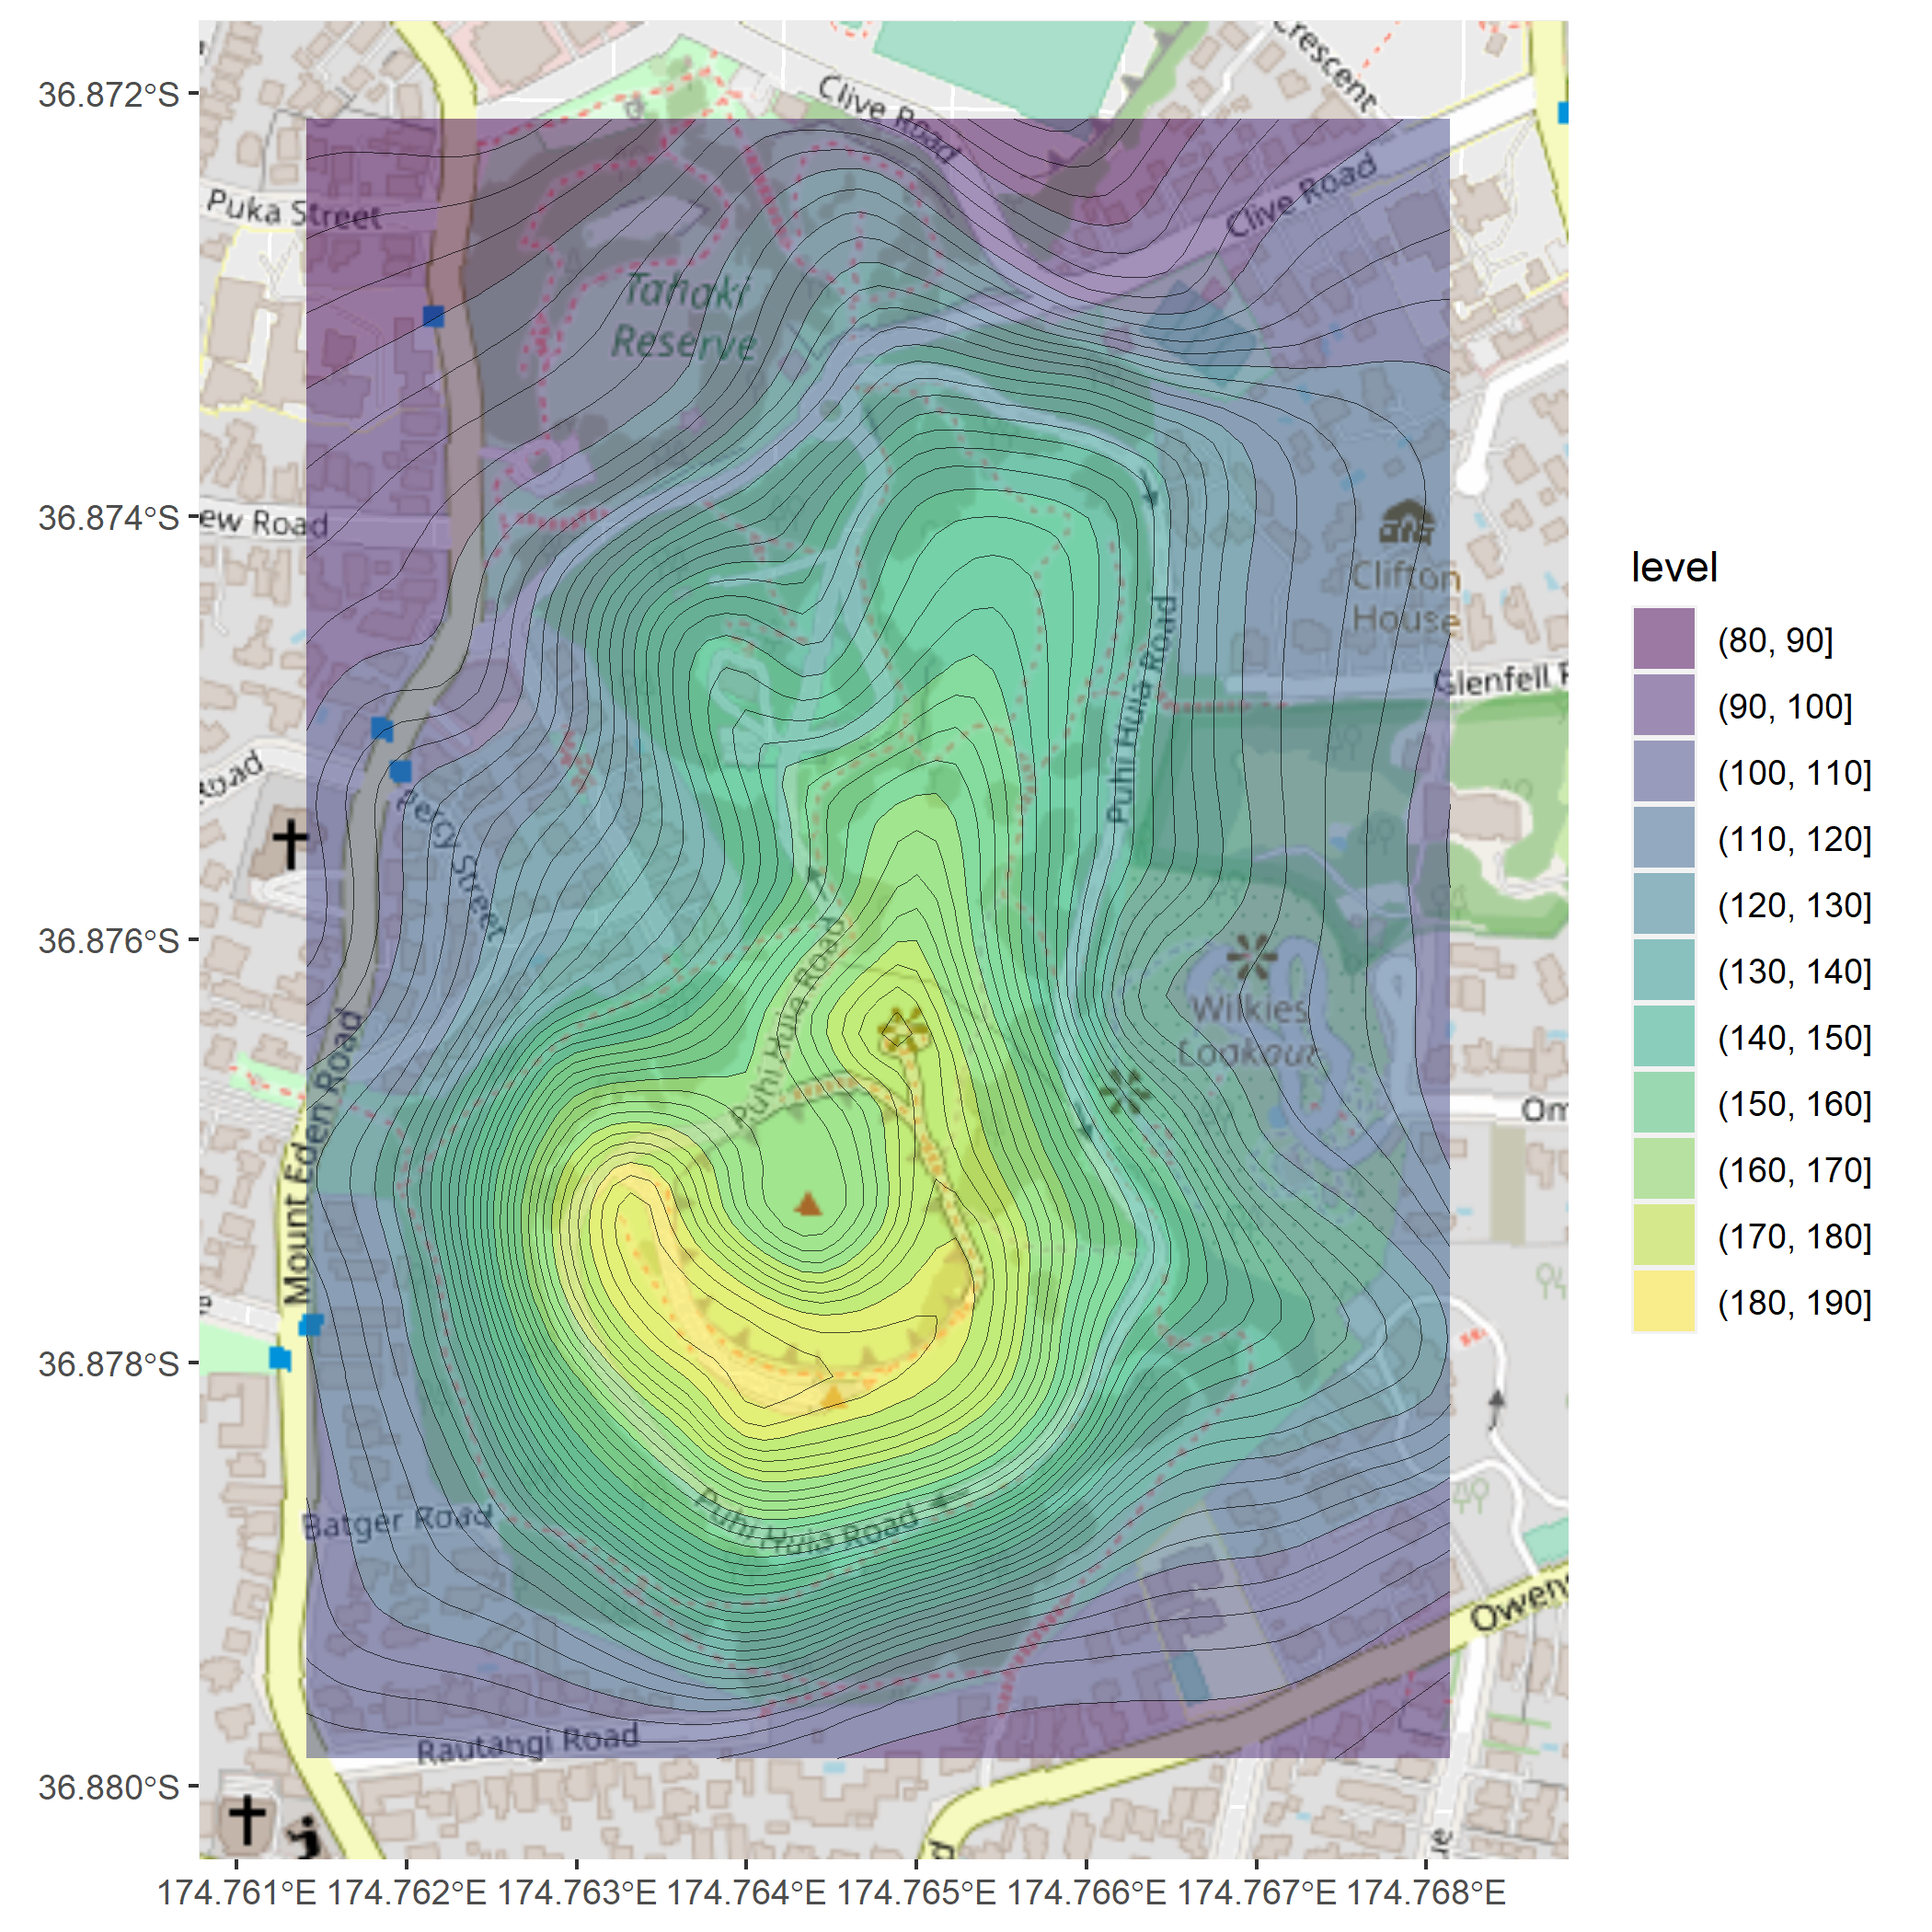 Crescent
Clive Road
36.872°S
Clive Road
Puka Street
Tahaki
Reserve
36.874°S
ew Road
Clifton
House
level
(80, 90]
(90, 100]
(100, 110]
(110, 120]
(120, 130]
(130, 140]
(140, 150]
(150, 160]
(160, 170]
(170, 180]
(180, 190]
Puhi Huia Road
Glenfell
Road
Percy Street
36.876°S
Puhi Huia Road
Wilkies
Lookout
Mount Eden Road
Om
36.878°S
Puhi Huia Road
Batger Road
Owens
Rautangi Road
36.880°S
174.761°E 174.762°E 174.763°E 174.764°E 174.765°E 174.766°E 174.767°E 174.768°E